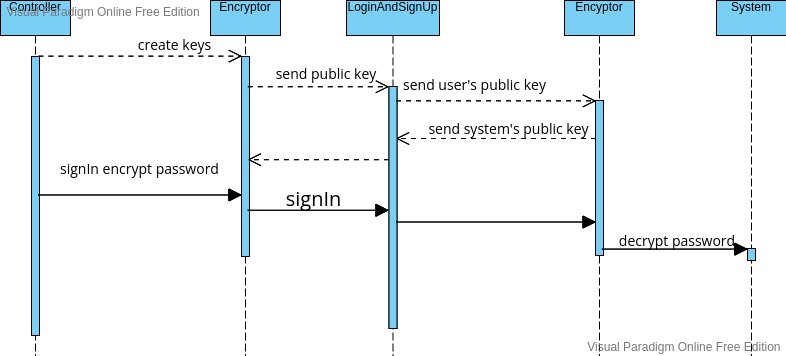 Controller
Encryptor
LoginAndSignUp
Encyptor
System
Visual Paradigm Online Free Edition
create keys
send public key
send user's public key
send system's public key
signIn encrypt password
signIn
decrypt password
Visual Paradigm Online Free Edition